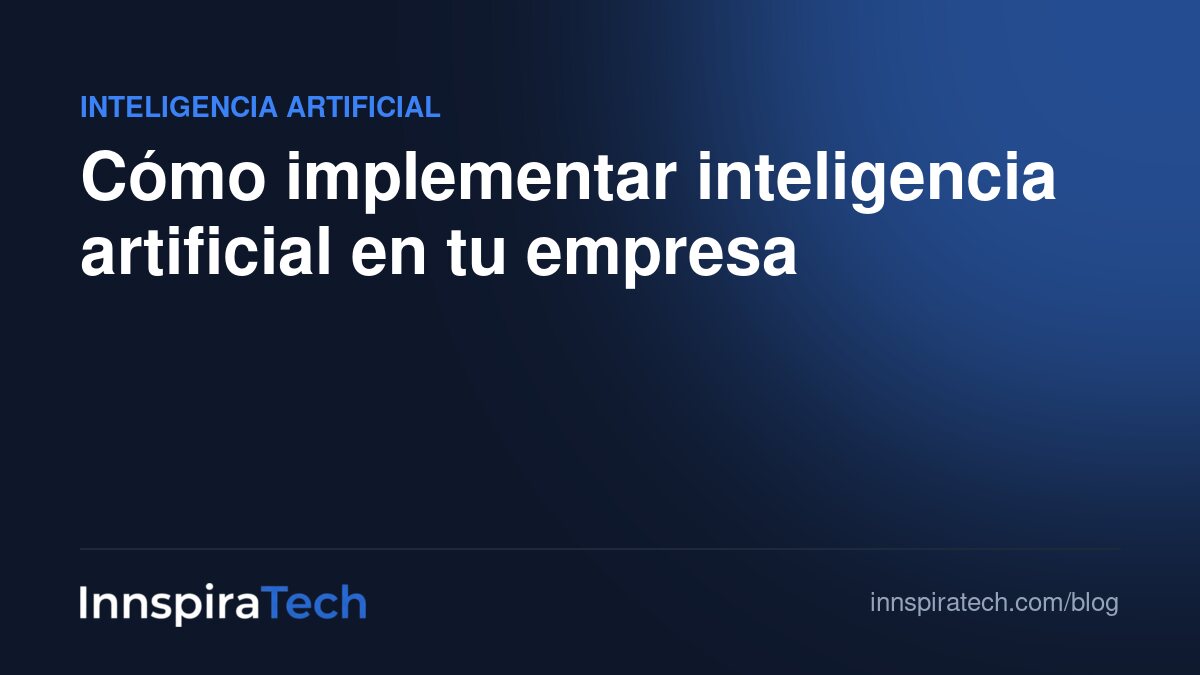 INTELIGENCIA ARTIFICIAL
Cómo implementar inteligencia
artificial en tu empresa
InnspiraTech
innspiratech.com/blog